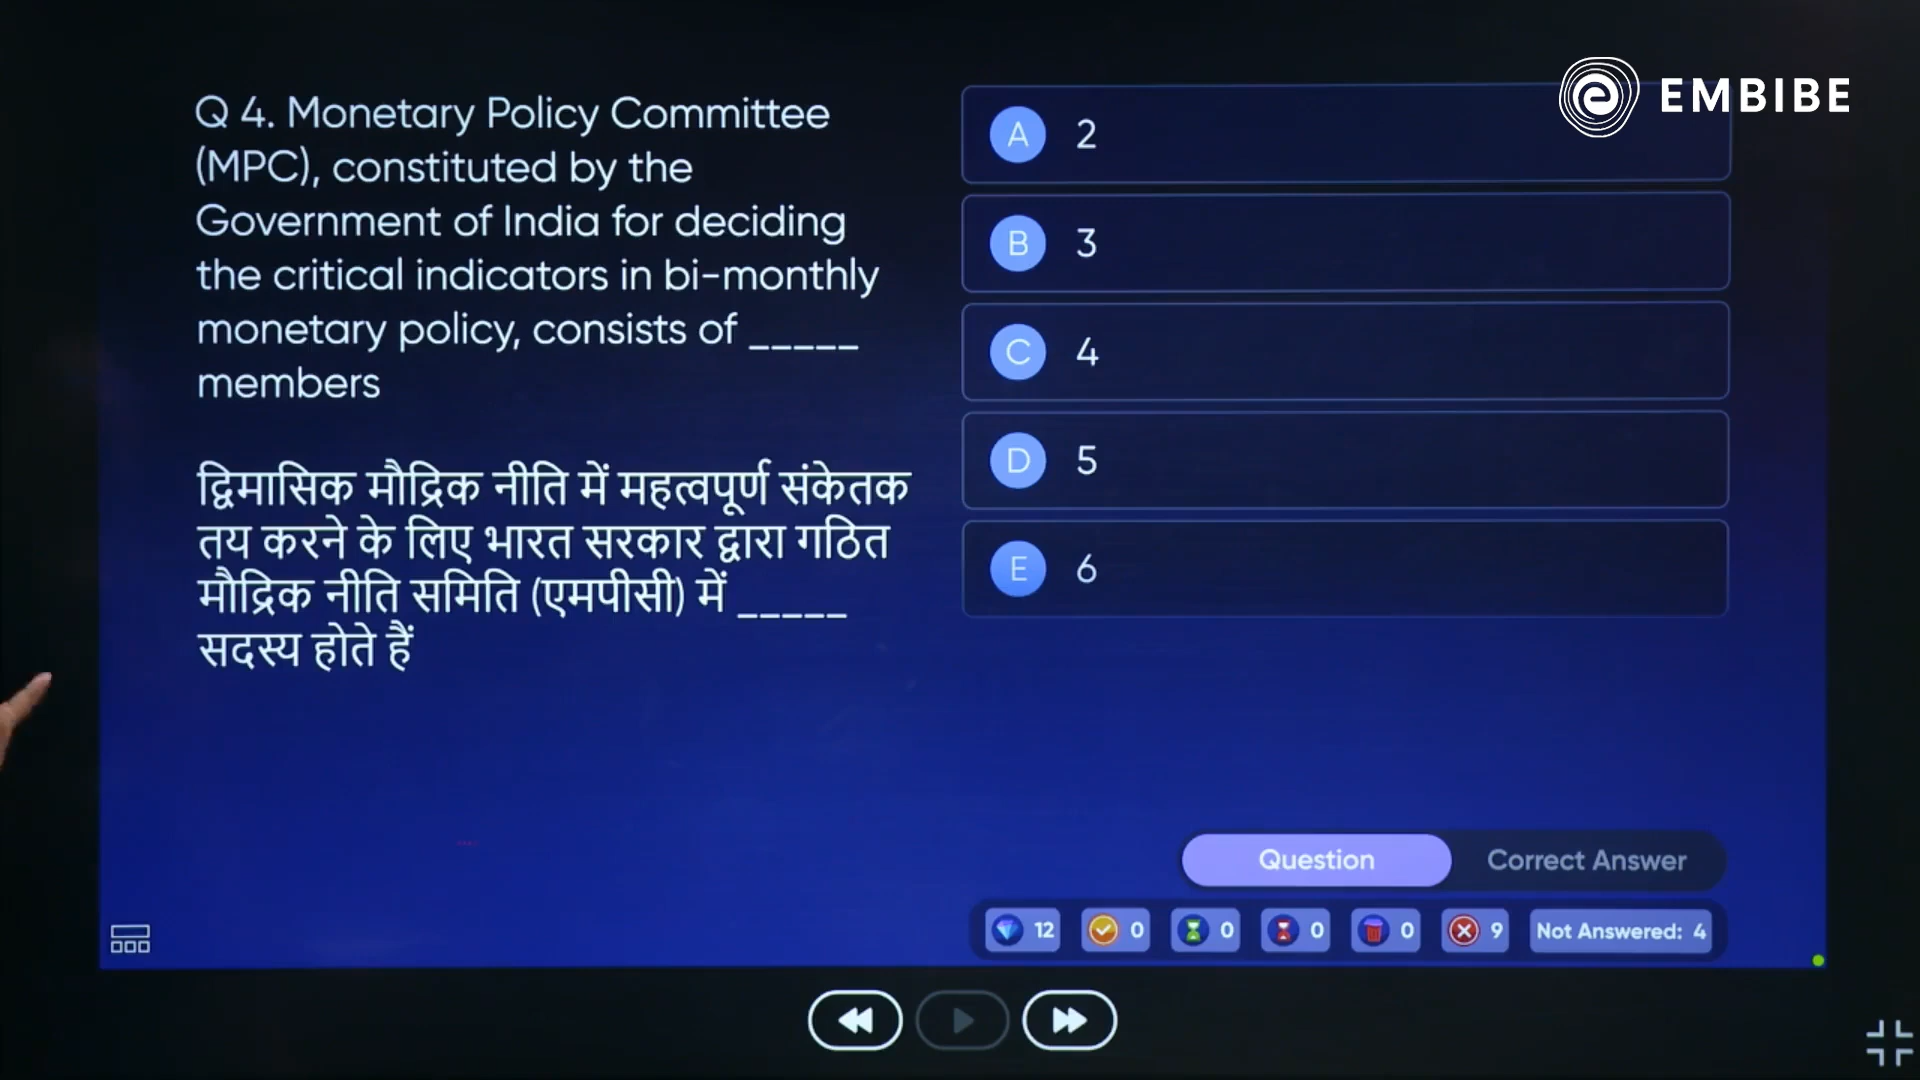 EMBIBE
Q 4. Monetary Policy Committee
(MPC), constituted by the
Government of India for deciding
the critical indicators in bi-monthly
monetary policy, consists of _____
members
द्विमासिक मौद्रिक नीति में महत्वपूर्ण संकेतक
तय करने के लिए भारत सरकार द्वारा गठित
मौद्रिक नीति समिति (एमपीसी) में _____
सदस्य होते हैं
A 2
B 3
C 4
D 5
E 6
Question Correct Answer
12 0 0 0 0 9 Not Answered: 4